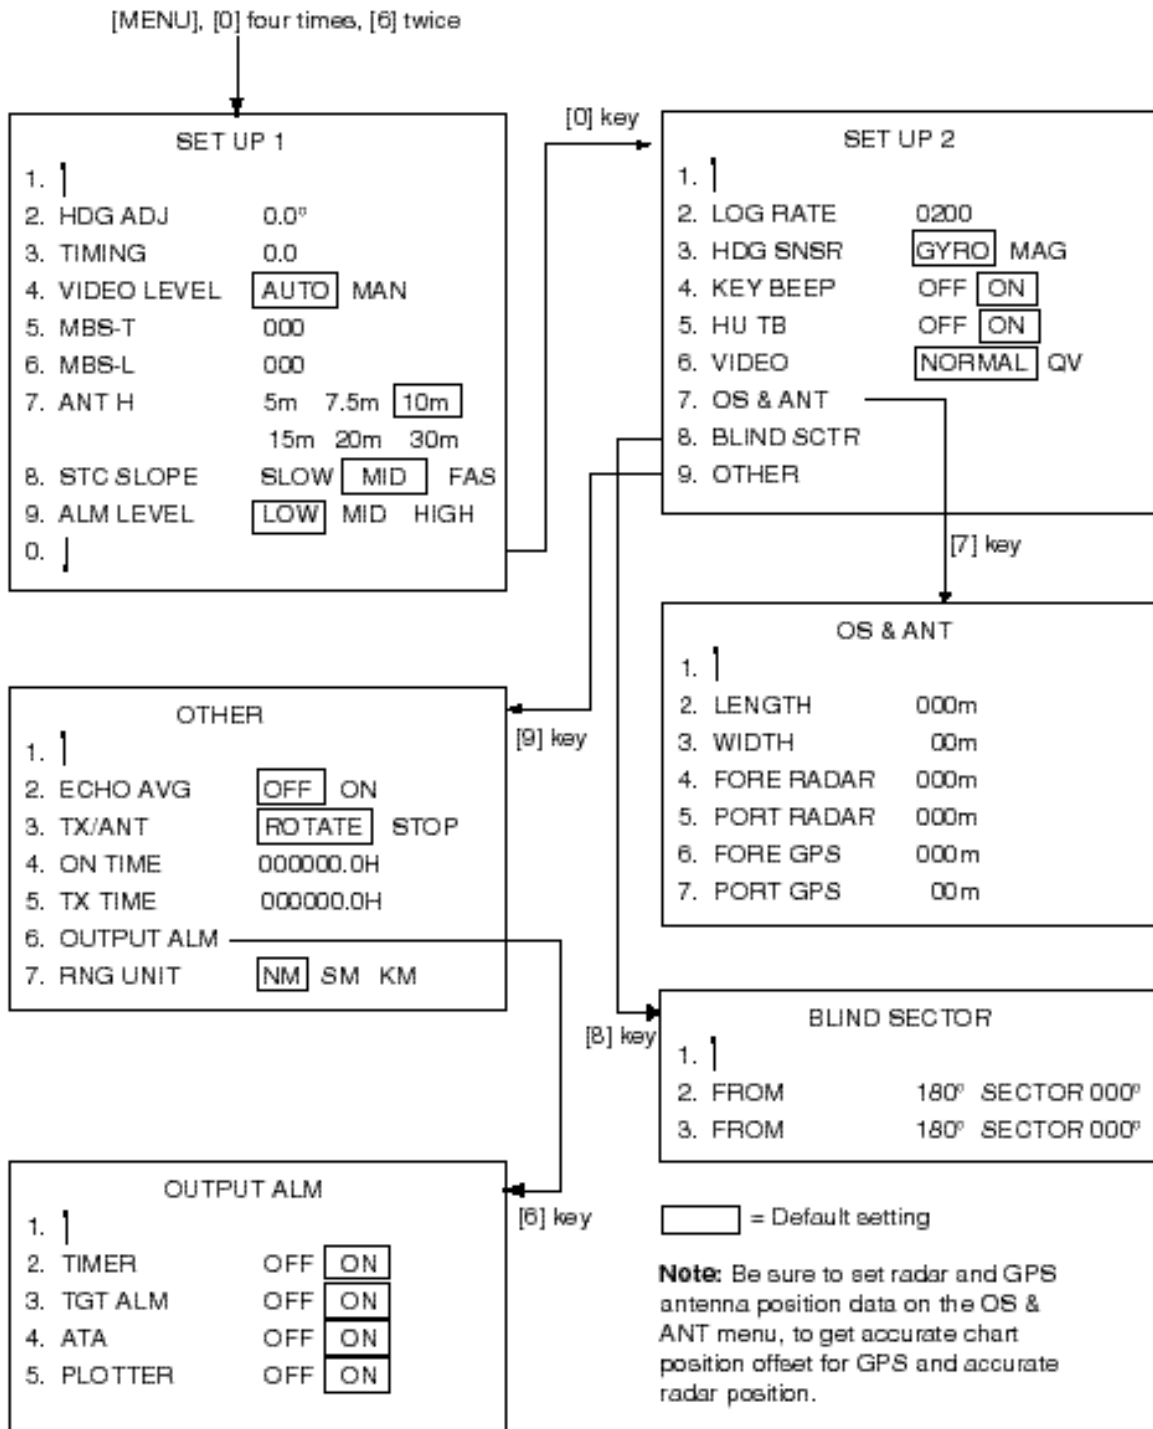 [MENU], [0] four times, [6] twice
SET UP 1
1.
2. HDG ADJ 0.0°
3. TIMING 0.0
4. VIDEO LEVEL AUTO MAN
5. MBS-T 000
6. MBS-L 000
7. ANT H 5m 7.5m 10m
15m 20m 30m
8. STC SLOPE SLOW MID FAS
9. ALM LEVEL LOW MID HIGH
0.
[0] key
SET UP 2
1.
2. LOG RATE 0200
3. HDG SNSR GYRO MAG
4. KEY BEEP OFF ON
5. HU TB OFF ON
6. VIDEO NORMAL QV
7. OS & ANT
8. BLIND SCTR
9. OTHER
[7] key
OS & ANT
1.
2. LENGTH 000m
3. WIDTH 00m
4. FORE RADAR 000m
5. PORT RADAR 000m
6. FORE GPS 000m
7. PORT GPS 00m
[9] key
OTHER
1.
2. ECHO AVG OFF ON
3. TX/ANT ROTATE STOP
4. ON TIME 000000.0H
5. TX TIME 000000.0H
6. OUTPUT ALM
7. RNG UNIT NM SM KM
[8] key
BLIND SECTOR
1.
2. FROM 180° SECTOR 000°
3. FROM 180° SECTOR 000°
[6] key
OUTPUT ALM
1.
2. TIMER OFF ON
3. TGT ALM OFF ON
4. ATA OFF ON
5. PLOTTER OFF ON
= Default setting
Note: Be sure to set radar and GPS
antenna position data on the OS &
ANT menu, to get accurate chart
position offset for GPS and accurate
radar position.